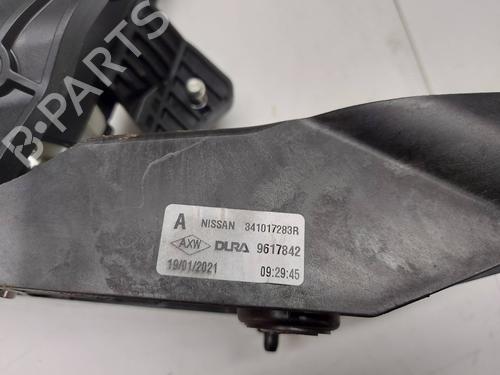 B-PARTS
A NISSAN 341017283R
AXW DURA 9617842
19/01/2021 09:29:45